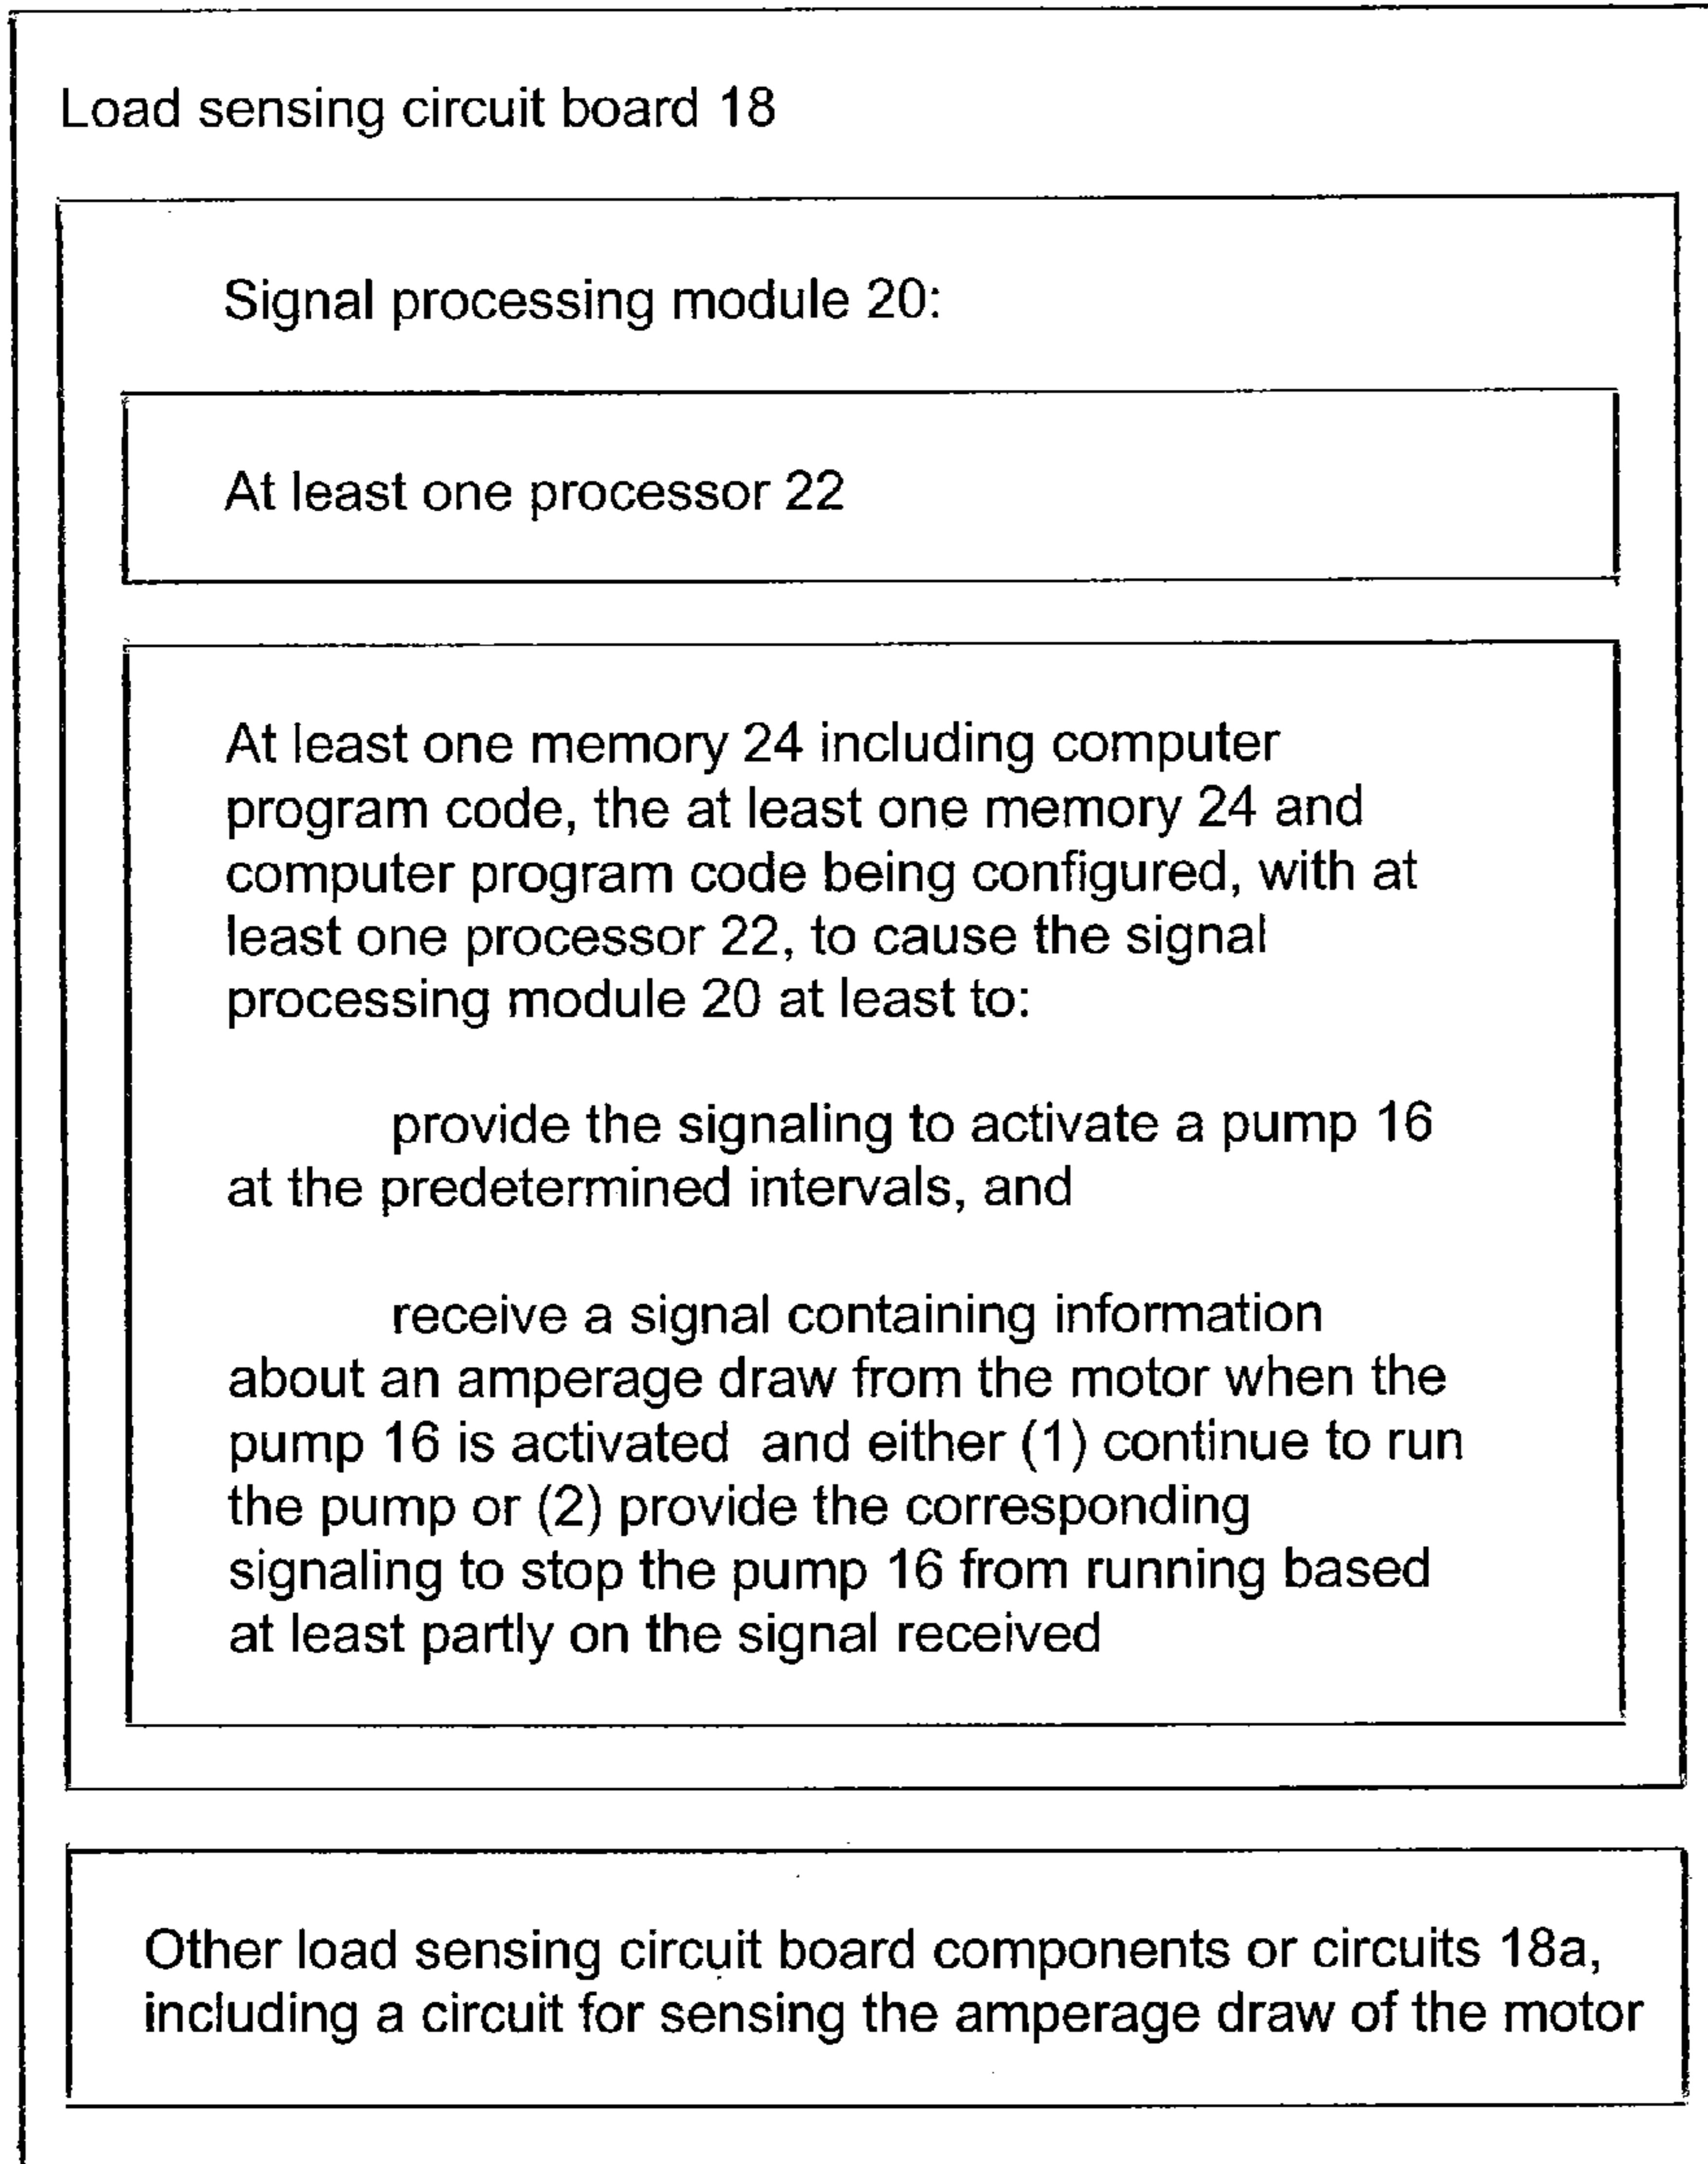 Load sensing circuit board 18
Signal processing module 20:
At least one processor 22
At least one memory 24 including computer
program code, the at least one memory 24 and
computer program code being configured, with at
least one processor 22, to cause the signal
processing module 20 at least to:
provide the signaling to activate a pump 16
at the predetermined intervals, and
receive a signal containing information
about an amperage draw from the motor when the
pump 16 is activated  and either (1) continue to run
the pump or (2) provide the corresponding
signaling to stop the pump 16 from running based
at least partly on the signal received
Other load sensing circuit board components or circuits 18a,
including a circuit for sensing the amperage draw of the motor